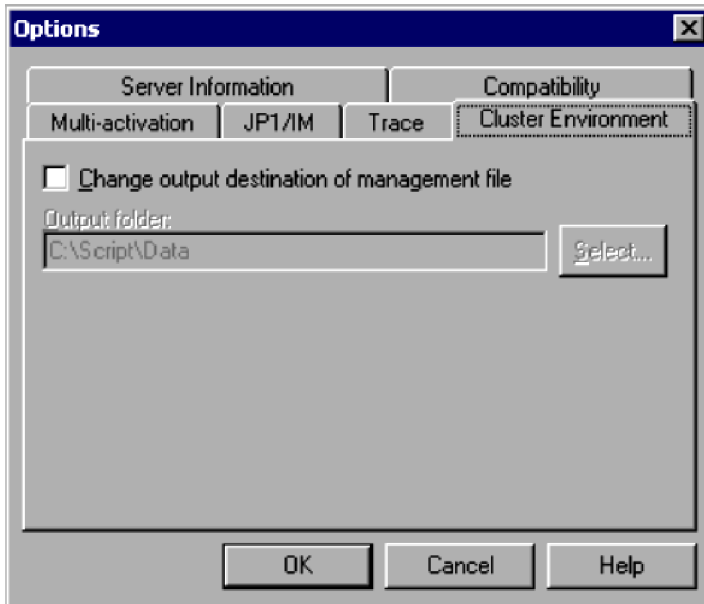 Options
Server Information
Compatibility
Multi-activation
JP1/IM
Trace
Cluster Environment
Change output destination of management file
Output folder:
C:\Script\Data
Select...
OK
Cancel
Help